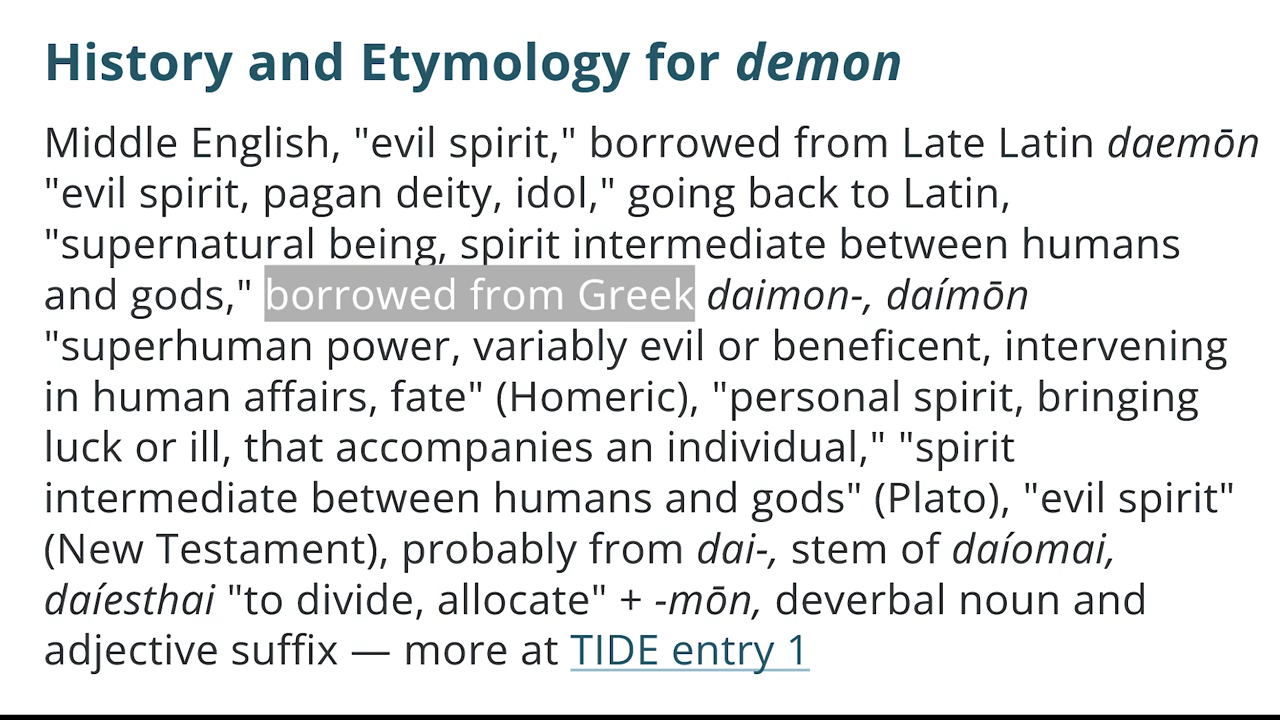 History and Etymology for demon
Middle English, "evil spirit," borrowed from Late Latin daemōn
"evil spirit, pagan deity, idol," going back to Latin,
"supernatural being, spirit intermediate between humans
and gods," borrowed from Greek daimon-, daímōn
"superhuman power, variably evil or beneficent, intervening
in human affairs, fate" (Homeric), "personal spirit, bringing
luck or ill, that accompanies an individual," "spirit
intermediate between humans and gods" (Plato), "evil spirit"
(New Testament), probably from dai-, stem of daíomai,
daíesthai "to divide, allocate" + -mōn, deverbal noun and
adjective suffix — more at TIDE entry 1